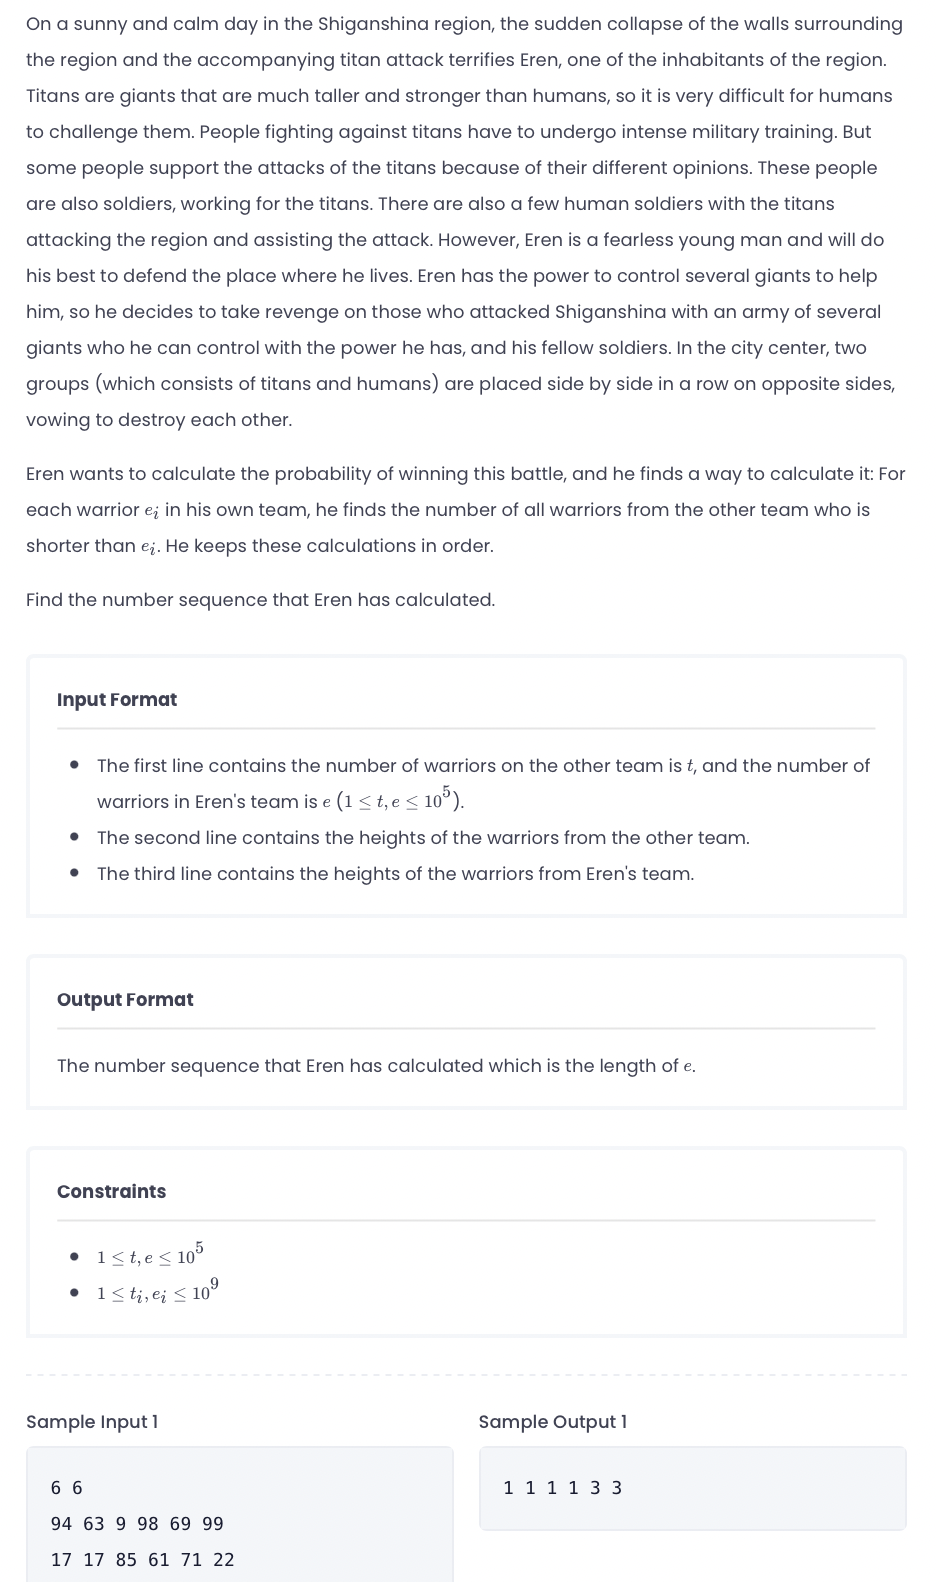 On a sunny and calm day in the Shiganshina region, the sudden collapse of the walls surrounding
the region and the accompanying titan attack terrifies Eren, one of the inhabitants of the region.
Titans are giants that are much taller and stronger than humans, so it is very difficult for humans
to challenge them. People fighting against titans have to undergo intense military training. But
some people support the attacks of the titans because of their different opinions. These people
are also soldiers, working for the titans. There are also a few human soldiers with the titans
attacking the region and assisting the attack. However, Eren is a fearless young man and will do
his best to defend the place where he lives. Eren has the power to control several giants to help
him, so he decides to take revenge on those who attacked Shiganshina with an army of several
giants who he can control with the power he has, and his fellow soldiers. In the city center, two
groups (which consists of titans and humans) are placed side by side in a row on opposite sides,
vowing to destroy each other.
Eren wants to calculate the probability of winning this battle, and he finds a way to calculate it: For
each warrior e_i in his own team, he finds the number of all warriors from the other team who is
shorter than e_i. He keeps these calculations in order.
Find the number sequence that Eren has calculated.
Input Format
• The first line contains the number of warriors on the other team is t, and the number of
warriors in Eren's team is e (1 ≤ t, e ≤ 10^5).
• The second line contains the heights of the warriors from the other team.
• The third line contains the heights of the warriors from Eren's team.
Output Format
The number sequence that Eren has calculated which is the length of e.
Constraints
• 1 ≤ t, e ≤ 10^5
• 1 ≤ t_i, e_i ≤ 10^9
Sample Input 1
6 6
94 63 9 98 69 99
17 17 85 61 71 22
Sample Output 1
1 1 1 1 3 3